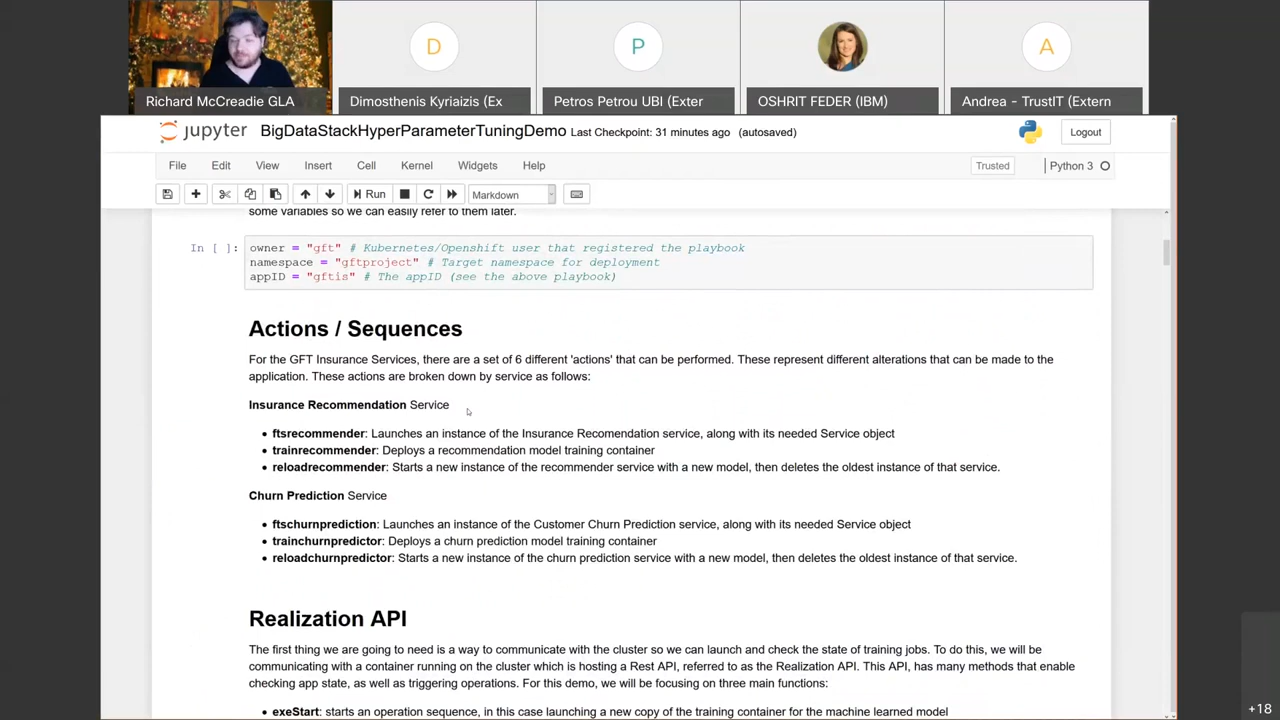 D
P
A
Richard McCreadie GLA
Dimosthenis Kyriaizis (Ex
Petros Petrou UBI (Exter
OSHRIT FEDER (IBM)
Andrea - TrustIT (Extern
jupyter BigDataStackHyperParameterTuningDemo Last Checkpoint: 31 minutes ago (autosaved)
Logout
File Edit View Insert Cell Kernel Widgets Help
Trusted
Python 3
Run
Markdown
some variables so we can easily refer to them later.
In [ ]: owner = "gft" # Kubernetes/Openshift user that registered the playbook
namespace = "gftproject" # Target namespace for deployment
appID = "gftis" # The appID (see the above playbook)
Actions / Sequences
For the GFT Insurance Services, there are a set of 6 different 'actions' that can be performed. These represent different alterations that can be made to the
application. These actions are broken down by service as follows:
Insurance Recommendation Service
• ftsrecommender: Launches an instance of the Insurance Recomendation service, along with its needed Service object
• trainrecommender: Deploys a recommendation model training container
• reloadrecommender: Starts a new instance of the recommender service with a new model, then deletes the oldest instance of that service.
Churn Prediction Service
• ftschurnprediction: Launches an instance of the Customer Churn Prediction service, along with its needed Service object
• trainchurnpredictor: Deploys a churn prediction model training container
• reloadchurnpredictor: Starts a new instance of the churn prediction service with a new model, then deletes the oldest instance of that service.
Realization API
The first thing we are going to need is a way to communicate with the cluster so we can launch and check the state of training jobs. To do this, we will be
communicating with a container running on the cluster which is hosting a Rest API, referred to as the Realization API. This API, has many methods that enable
checking app state, as well as triggering operations. For this demo, we will be focusing on three main functions:
• exeStart: starts an operation sequence, in this case launching a new copy of the training container for the machine learned model
+18